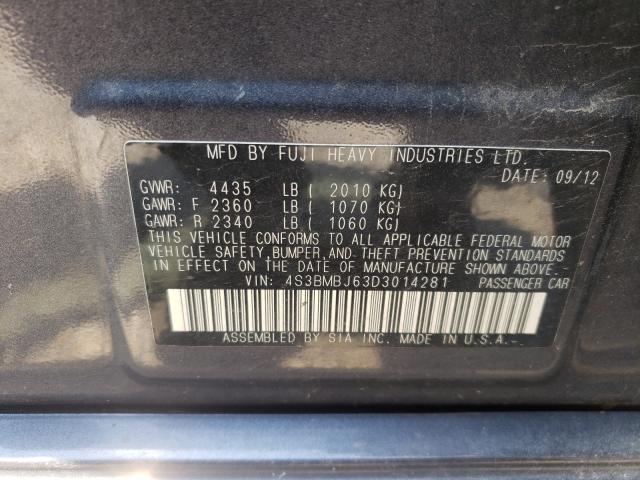 MFD BY FUJI HEAVY INDUSTRIES LTD.
DATE: 09/12
GVWR: 4435 LB ( 2010 KG)
GAWR: F 2360 LB ( 1070 KG)
GAWR: R 2340 LB ( 1060 KG)
THIS VEHICLE CONFORMS TO ALL APPLICABLE FEDERAL MOTOR
VEHICLE SAFETY, BUMPER, AND THEFT PREVENTION STANDARDS
IN EFFECT ON THE DATE OF MANUFACTURE SHOWN ABOVE.
VIN: 4S3BMBJ63D3014281 PASSENGER CAR
ASSEMBLED BY SIA INC. MADE IN U.S.A.